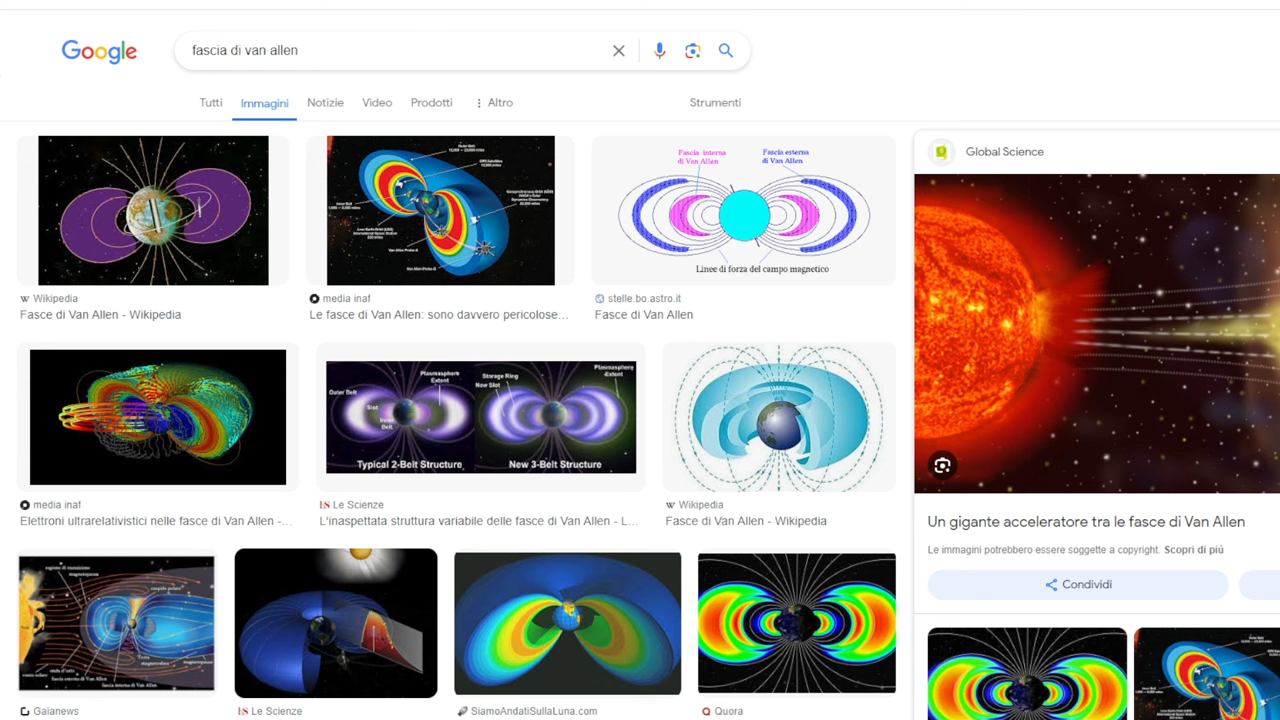 Google
fascia di van allen
Tutti
Immagini
Notizie
Video
Prodotti
Altro
Strumenti
Fascia interna
di Van Allen
Fascia esterna
di Van Allen
Linee di forza del campo magnetico
Global Science
Wikipedia
Fasce di Van Allen - Wikipedia
media inaf
Le fasce di Van Allen: sono davvero pericolose...
stelle.bo.astro.it
Fasce di Van Allen
Outer Belt
Slot
Inner
Belt
Plasmasphere
Extent
Typical 2-Belt Structure
Storage Ring
New Slot
Plasmasphere
Extent
New 3-Belt Structure
media inaf
Elettroni ultrarelativistici nelle fasce di Van Allen -...
IS Le Scienze
L'inaspettata struttura variabile delle fasce di Van Allen - L...
W Wikipedia
Fasce di Van Allen - Wikipedia
Un gigante acceleratore tra le fasce di Van Allen
Le immagini potrebbero essere soggette a copyright. Scopri di più
Condividi
Gaianews
IS Le Scienze
SiamoAndatiSullaLuna.com
Quora